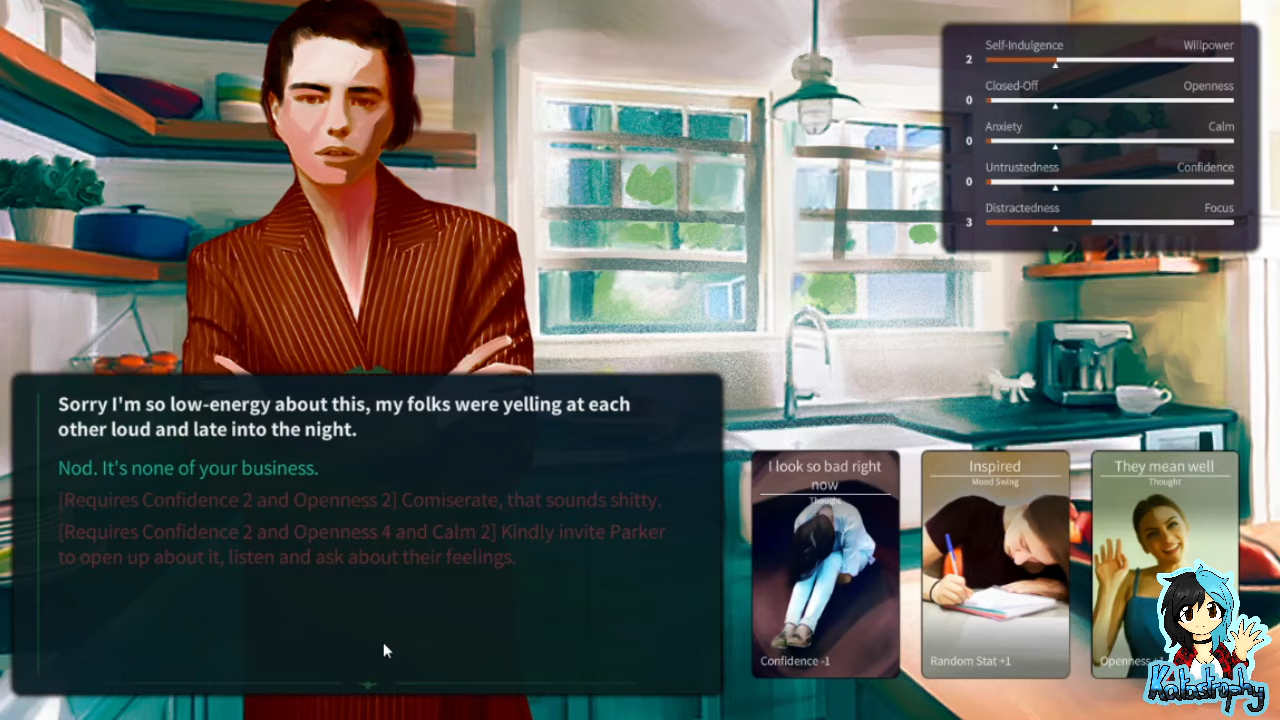 Self-Indulgence Willpower
2
Closed-Off Openness
0
Anxiety Calm
0
Untrustedness Confidence
0
Distractedness Focus
3
Sorry I'm so low-energy about this, my folks were yelling at each
other loud and late into the night.
Nod. It's none of your business.
[Requires Confidence 2 and Openness 2] Comiserate, that sounds shitty.
[Requires Confidence 2 and Openness 4 and Calm 2] Kindly invite Parker
to open up about it, listen and ask about their feelings.
I look so bad right
now
Thought
Confidence -1
Inspired
Mood Swing
Random Stat +1
They mean well
Thought
Openness
Kolostrophy